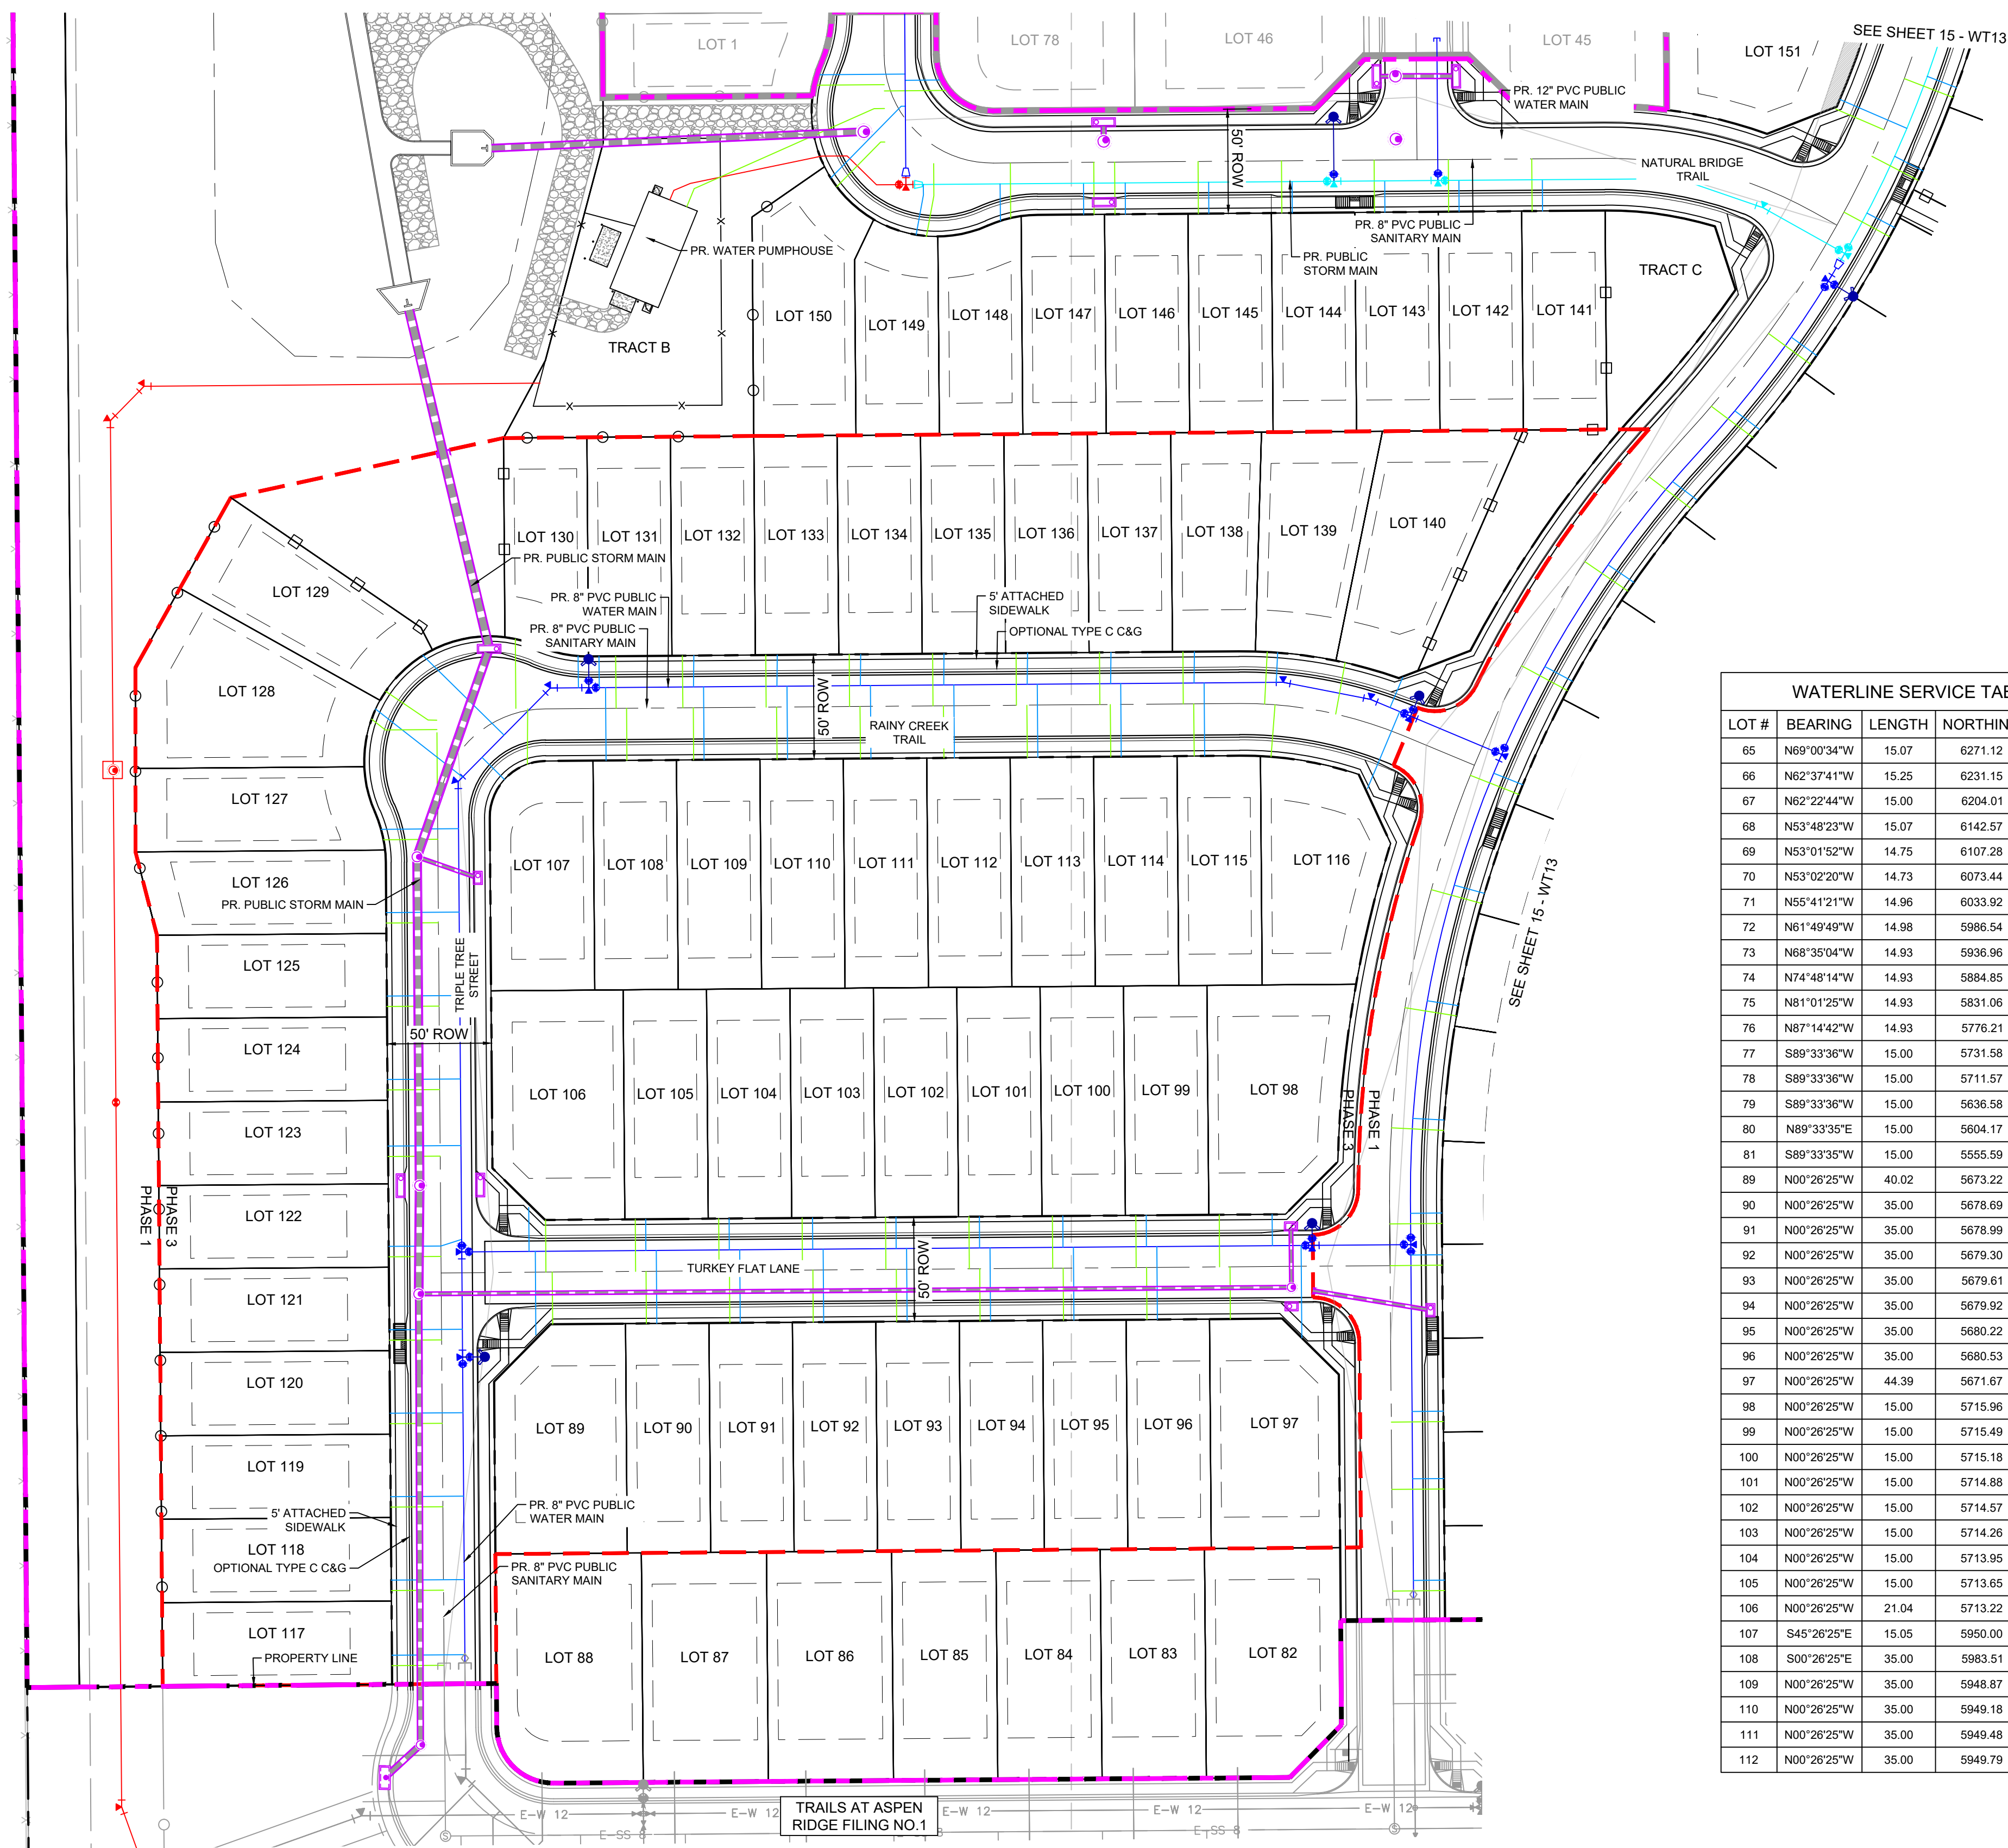 SEE SHEET 15 - WT13
LOT 1
LOT 78
LOT 46
LOT 45
LOT 151
PR. 12" PVC PUBLIC
WATER MAIN
50' ROW
NATURAL BRIDGE
TRAIL
PR. WATER PUMPHOUSE
PR. 8" PVC PUBLIC
SANITARY MAIN
PR. PUBLIC
STORM MAIN
TRACT C
TRACT B
LOT 150
LOT 149
LOT 148
LOT 147
LOT 146
LOT 145
LOT 144
LOT 143
LOT 142
LOT 141
LOT 130
LOT 131
LOT 132
LOT 133
LOT 134
LOT 135
LOT 136
LOT 137
LOT 138
LOT 139
LOT 140
PR. PUBLIC STORM MAIN
PR. 8" PVC PUBLIC
WATER MAIN
PR. 8" PVC PUBLIC
SANITARY MAIN
5' ATTACHED
SIDEWALK
OPTIONAL TYPE C C&G
LOT 129
LOT 128
LOT 127
LOT 126
PR. PUBLIC STORM MAIN
LOT 125
LOT 124
LOT 123
LOT 122
LOT 121
LOT 120
LOT 119
5' ATTACHED
SIDEWALK
LOT 118
OPTIONAL TYPE C C&G
LOT 117
PROPERTY LINE
PHASE 1
PHASE 3
50' ROW
RAINY CREEK
TRAIL
TRIPLE TREE
STREET
50' ROW
LOT 107
LOT 108
LOT 109
LOT 110
LOT 111
LOT 112
LOT 113
LOT 114
LOT 115
LOT 116
LOT 106
LOT 105
LOT 104
LOT 103
LOT 102
LOT 101
LOT 100
LOT 99
LOT 98
PHASE 3
PHASE 1
SEE SHEET 15 - WT13
TURKEY FLAT LANE
50' ROW
LOT 89
LOT 90
LOT 91
LOT 92
LOT 93
LOT 94
LOT 95
LOT 96
LOT 97
PR. 8" PVC PUBLIC
WATER MAIN
PR. 8" PVC PUBLIC
SANITARY MAIN
LOT 88
LOT 87
LOT 86
LOT 85
LOT 84
LOT 83
LOT 82
E-W 12
E-W 12
E-W 12
E-W 12
E-W 12
TRAILS AT ASPEN
RIDGE FILING NO.1
E-SS 8
E-SS 8
WATERLINE SERVICE TAB
LOT # BEARING LENGTH NORTHIN
65 N69°00'34"W 15.07 6271.12
66 N62°37'41"W 15.25 6231.15
67 N62°22'44"W 15.00 6204.01
68 N53°48'23"W 15.07 6142.57
69 N53°01'52"W 14.75 6107.28
70 N53°02'20"W 14.73 6073.44
71 N55°41'21"W 14.96 6033.92
72 N61°49'49"W 14.98 5986.54
73 N68°35'04"W 14.93 5936.96
74 N74°48'14"W 14.93 5884.85
75 N81°01'25"W 14.93 5831.06
76 N87°14'42"W 14.93 5776.21
77 S89°33'36"W 15.00 5731.58
78 S89°33'36"W 15.00 5711.57
79 S89°33'36"W 15.00 5636.58
80 N89°33'35"E 15.00 5604.17
81 S89°33'35"W 15.00 5555.59
89 N00°26'25"W 40.02 5673.22
90 N00°26'25"W 35.00 5678.69
91 N00°26'25"W 35.00 5678.99
92 N00°26'25"W 35.00 5679.30
93 N00°26'25"W 35.00 5679.61
94 N00°26'25"W 35.00 5679.92
95 N00°26'25"W 35.00 5680.22
96 N00°26'25"W 35.00 5680.53
97 N00°26'25"W 44.39 5671.67
98 N00°26'25"W 15.00 5715.96
99 N00°26'25"W 15.00 5715.49
100 N00°26'25"W 15.00 5715.18
101 N00°26'25"W 15.00 5714.88
102 N00°26'25"W 15.00 5714.57
103 N00°26'25"W 15.00 5714.26
104 N00°26'25"W 15.00 5713.95
105 N00°26'25"W 15.00 5713.65
106 N00°26'25"W 21.04 5713.22
107 S45°26'25"E 15.05 5950.00
108 S00°26'25"E 35.00 5983.51
109 N00°26'25"W 35.00 5948.87
110 N00°26'25"W 35.00 5949.18
111 N00°26'25"W 35.00 5949.48
112 N00°26'25"W 35.00 5949.79